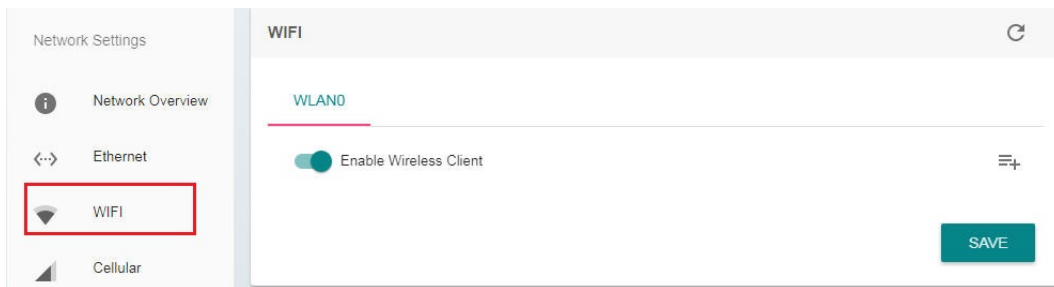 Network Settings
Network Overview
Ethernet
WIFI
Cellular
WIFI
WLAN0
Enable Wireless Client
SAVE